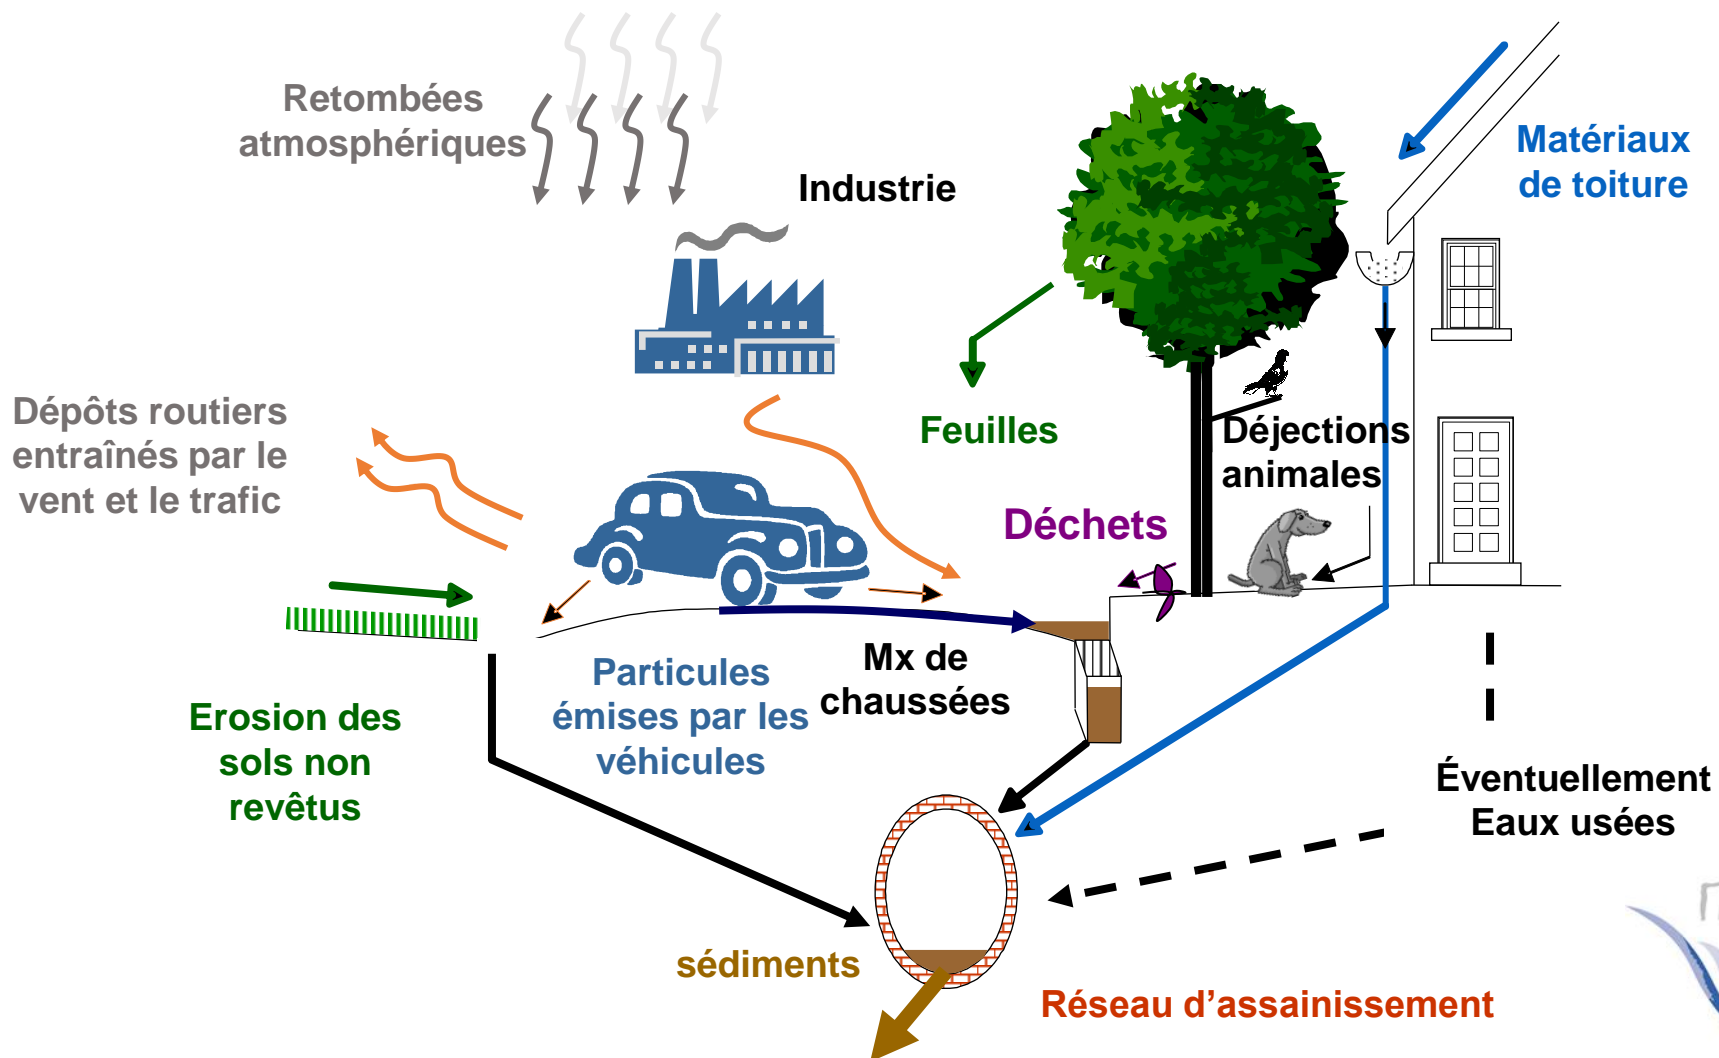 Retombées
atmosphériques
Industrie
Matériaux
de toiture
Dépôts routiers
entraînés par le
vent et le trafic
Feuilles
Déjections
animales
Déchets
Particules
émises par les
véhicules
Mx de
chaussées
Erosion des
sols non
revêtus
Éventuellement
Eaux usées
sédiments
Réseau d’assainissement